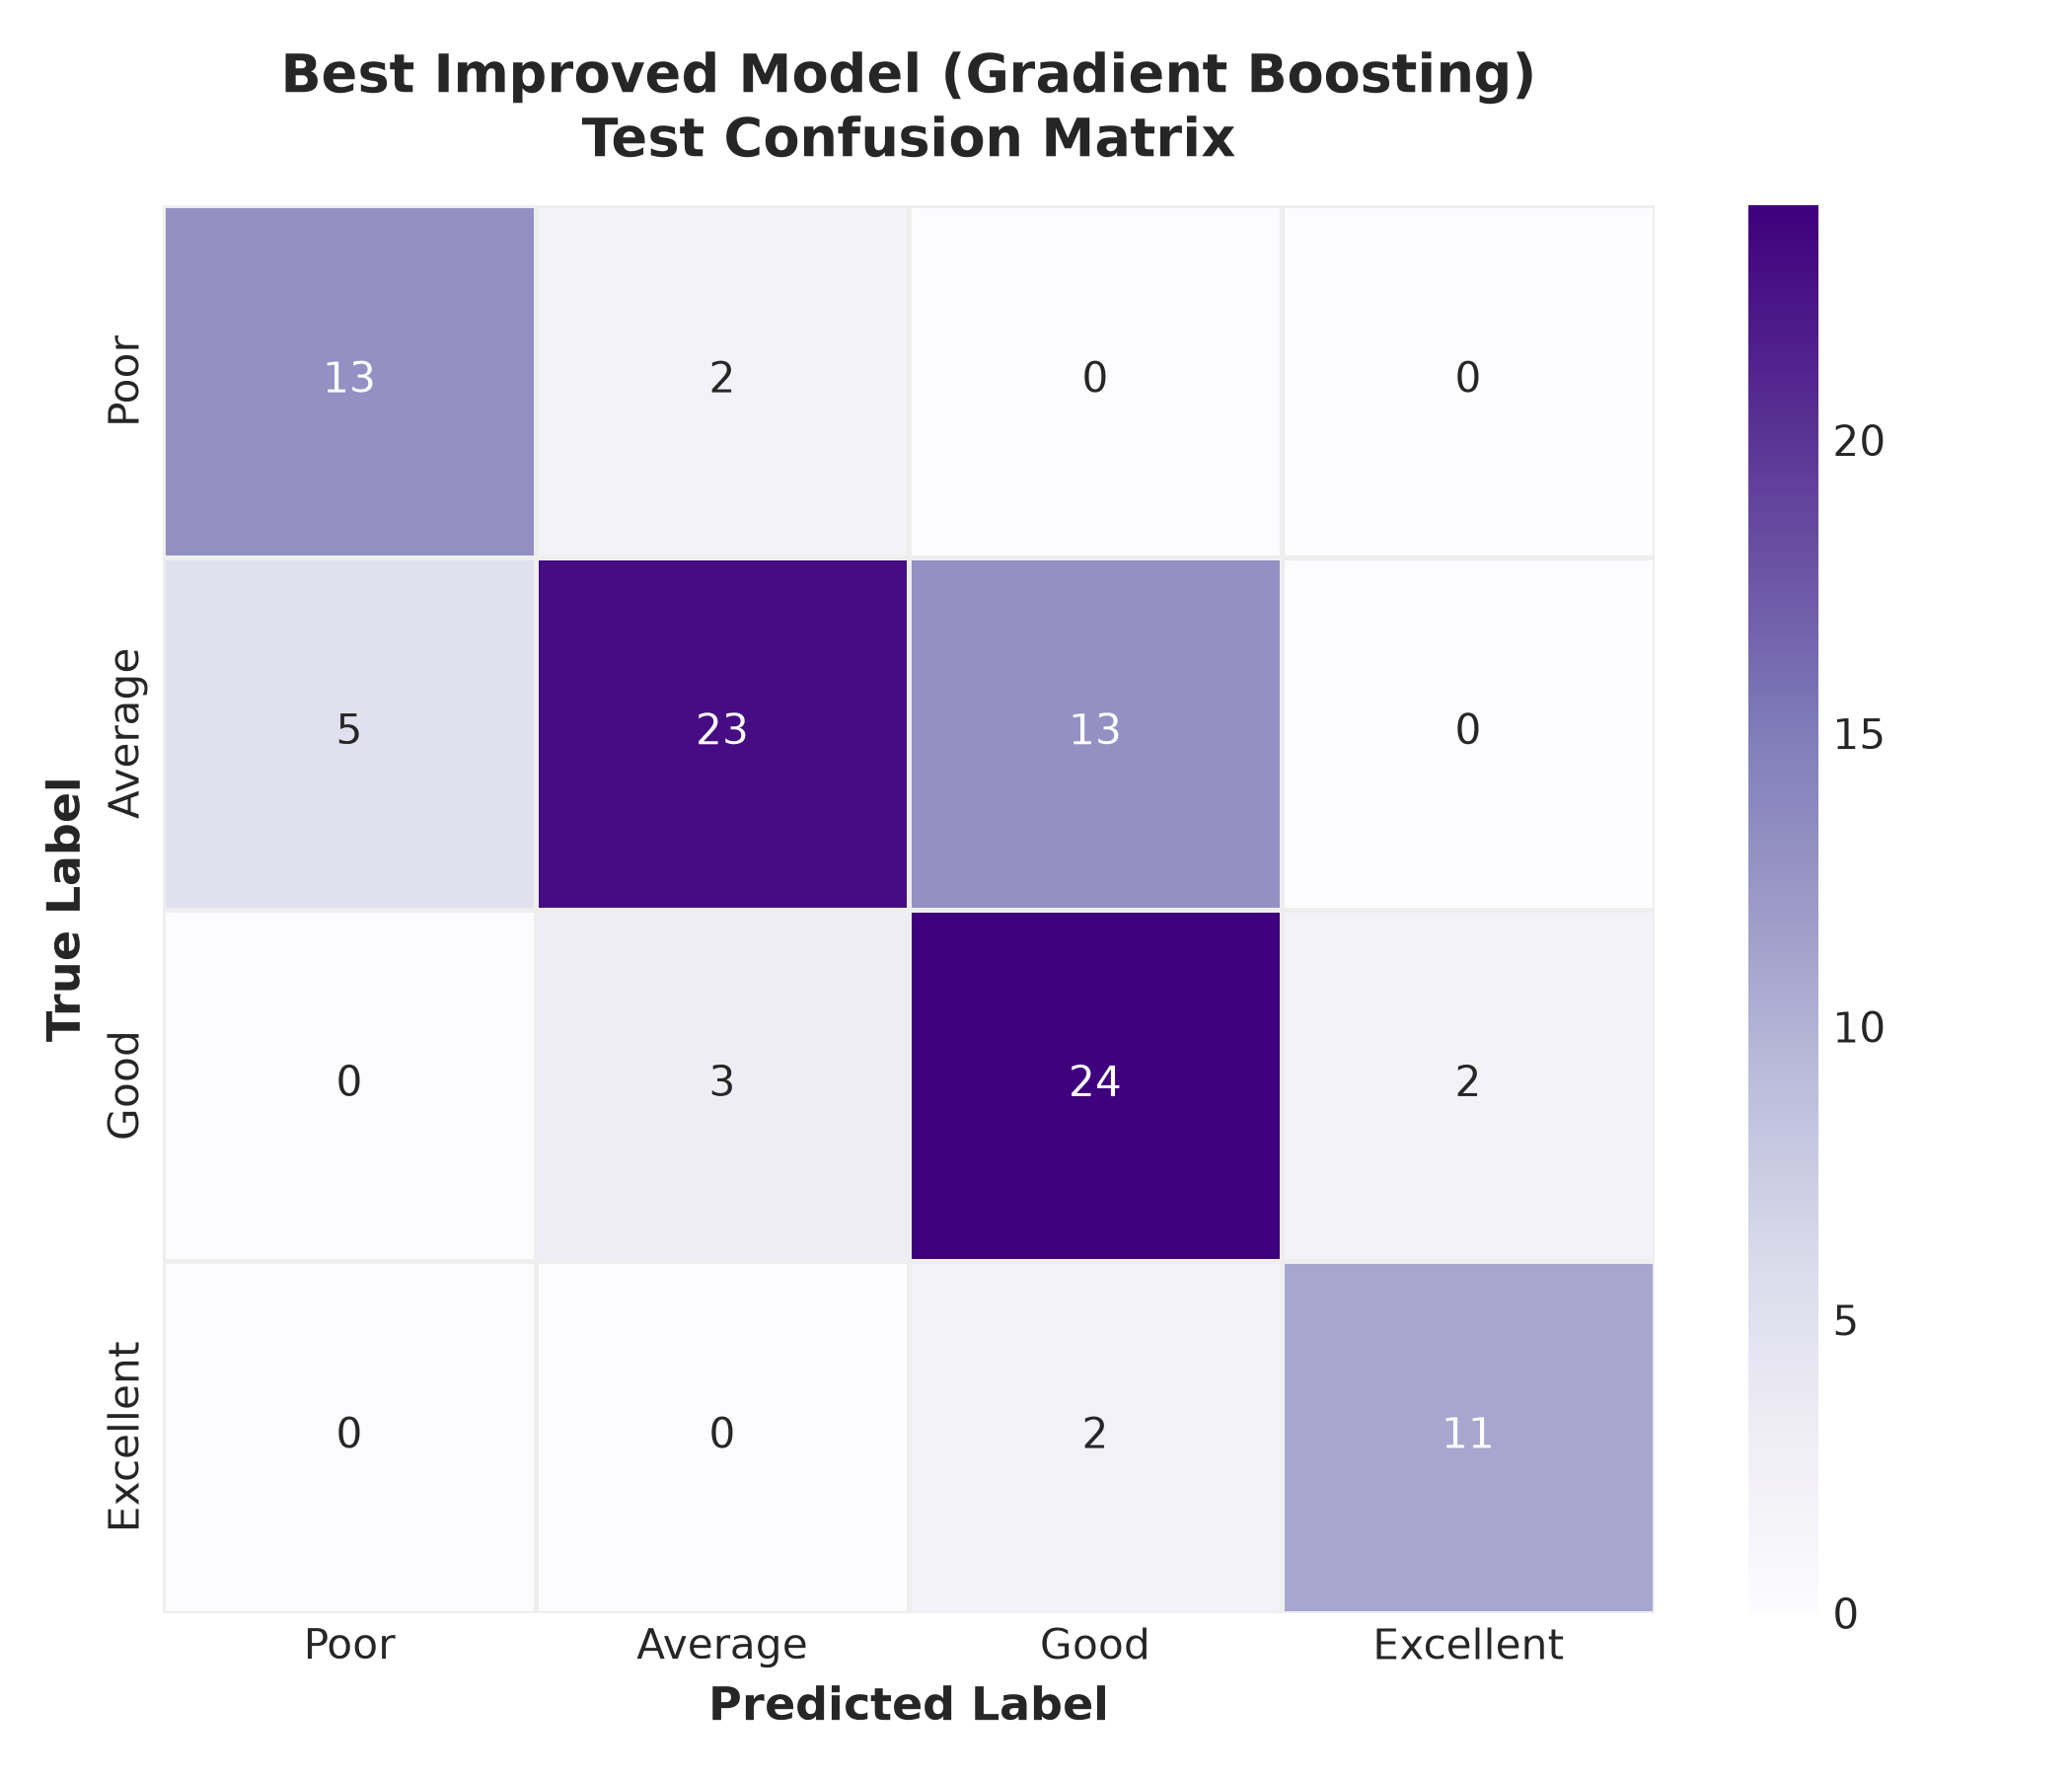 Best Improved Model (Gradient Boosting)
Test Confusion Matrix
True Label
Poor 13 2 0 0
Average 5 23 13 0
Good 0 3 24 2
Excellent 0 0 2 11
Poor Average Good Excellent
Predicted Label
20
15
10
5
0